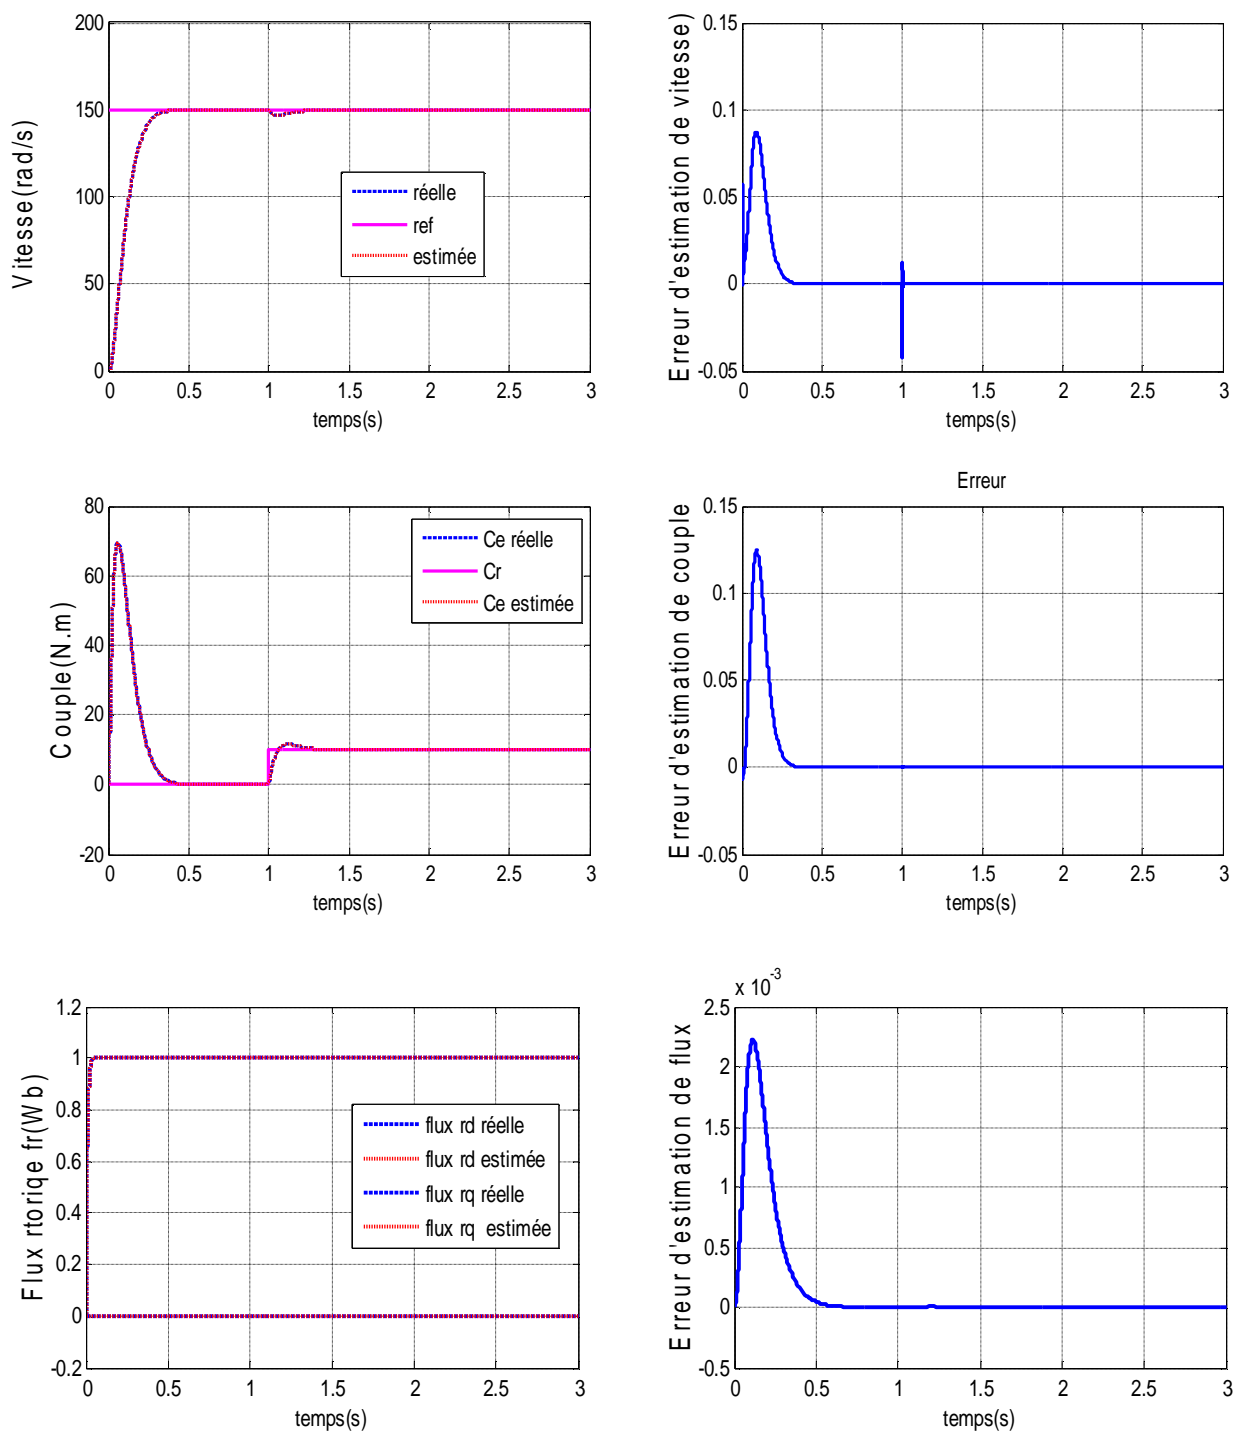 200
150
100
50
0
0 0.5 1 1.5 2 2.5 3
temps(s)
Vitesse(rad/s)
réelle
ref
estimée
0.15
0.1
0.05
0
-0.05
0 0.5 1 1.5 2 2.5 3
temps(s)
Erreur d'estimation de vitesse)
80
60
40
20
0
-20
0 0.5 1 1.5 2 2.5 3
temps(s)
Couple(N.m)
Ce réelle
Cr
Ce estimée
Erreur
0.15
0.1
0.05
0
-0.05
0 0.5 1 1.5 2 2.5 3
temps(s)
Erreur d'estimation de couple
1.2
1
0.8
0.6
0.4
0.2
0
-0.2
0 0.5 1 1.5 2 2.5 3
temps(s)
Flux rtoriqe fr(Wb)
flux rd réelle
flux rd estimée
flux rq réelle
flux rq estimée
x 10^-3
2.5
2
1.5
1
0.5
0
-0.5
0 0.5 1 1.5 2 2.5 3
temps(s)
Erreur d'estimation de flux